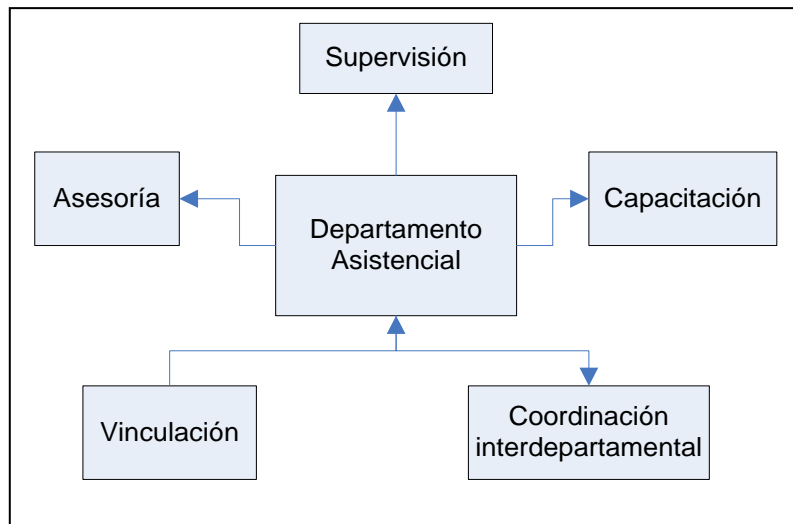 Supervisión
Asesoría
Departamento
Asistencial
Capacitación
Vinculación
Coordinación
interdepartamental